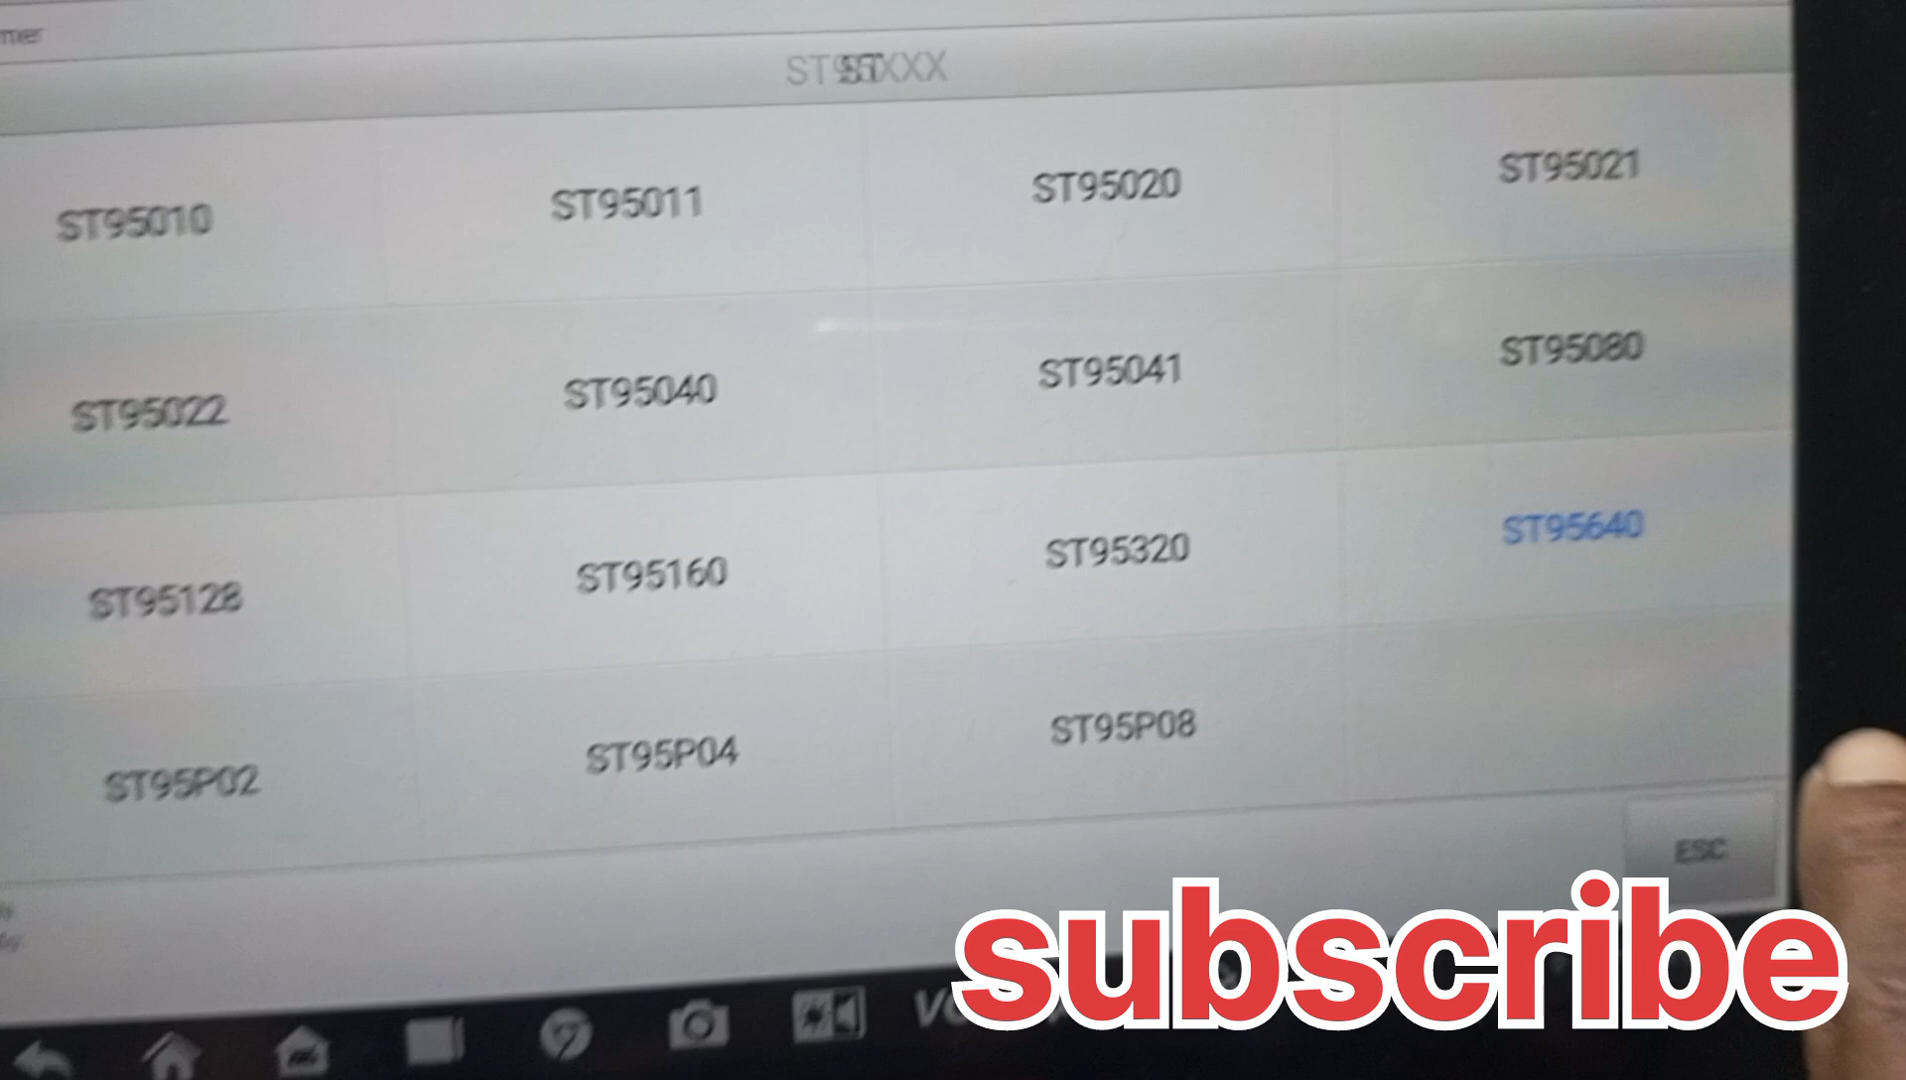 ST95XXX
ST95010 ST95011 ST95020 ST95021
ST95022 ST95040 ST95041 ST95080
ST95128 ST95160 ST95320 ST95640
ST95P02 ST95P04 ST95P08
ESC
subscribe